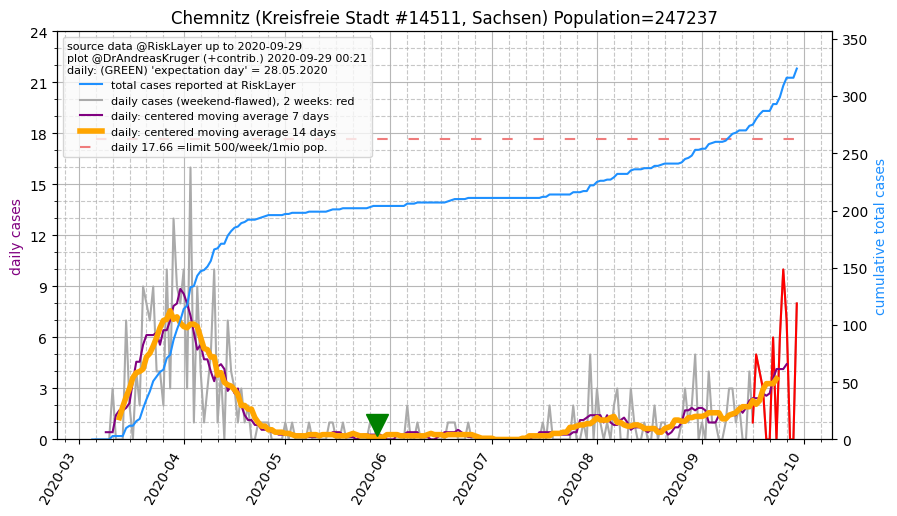 Chemnitz (Kreisfreie Stadt #14511, Sachsen) Population=247237
source data @RiskLayer up to 2020-09-29
plot @DrAndreasKruger (+contrib.) 2020-09-29 00:21
daily: (GREEN) 'expectation day' = 28.05.2020
total cases reported at RiskLayer
daily cases (weekend-flawed), 2 weeks: red
daily: centered moving average 7 days
daily: centered moving average 14 days
daily 17.66 =limit 500/week/1mio pop.
daily cases
24
21
18
15
12
9
6
3
0
cumulative total cases
350
300
250
200
150
100
50
0
2020-03
2020-04
2020-05
2020-06
2020-07
2020-08
2020-09
2020-10